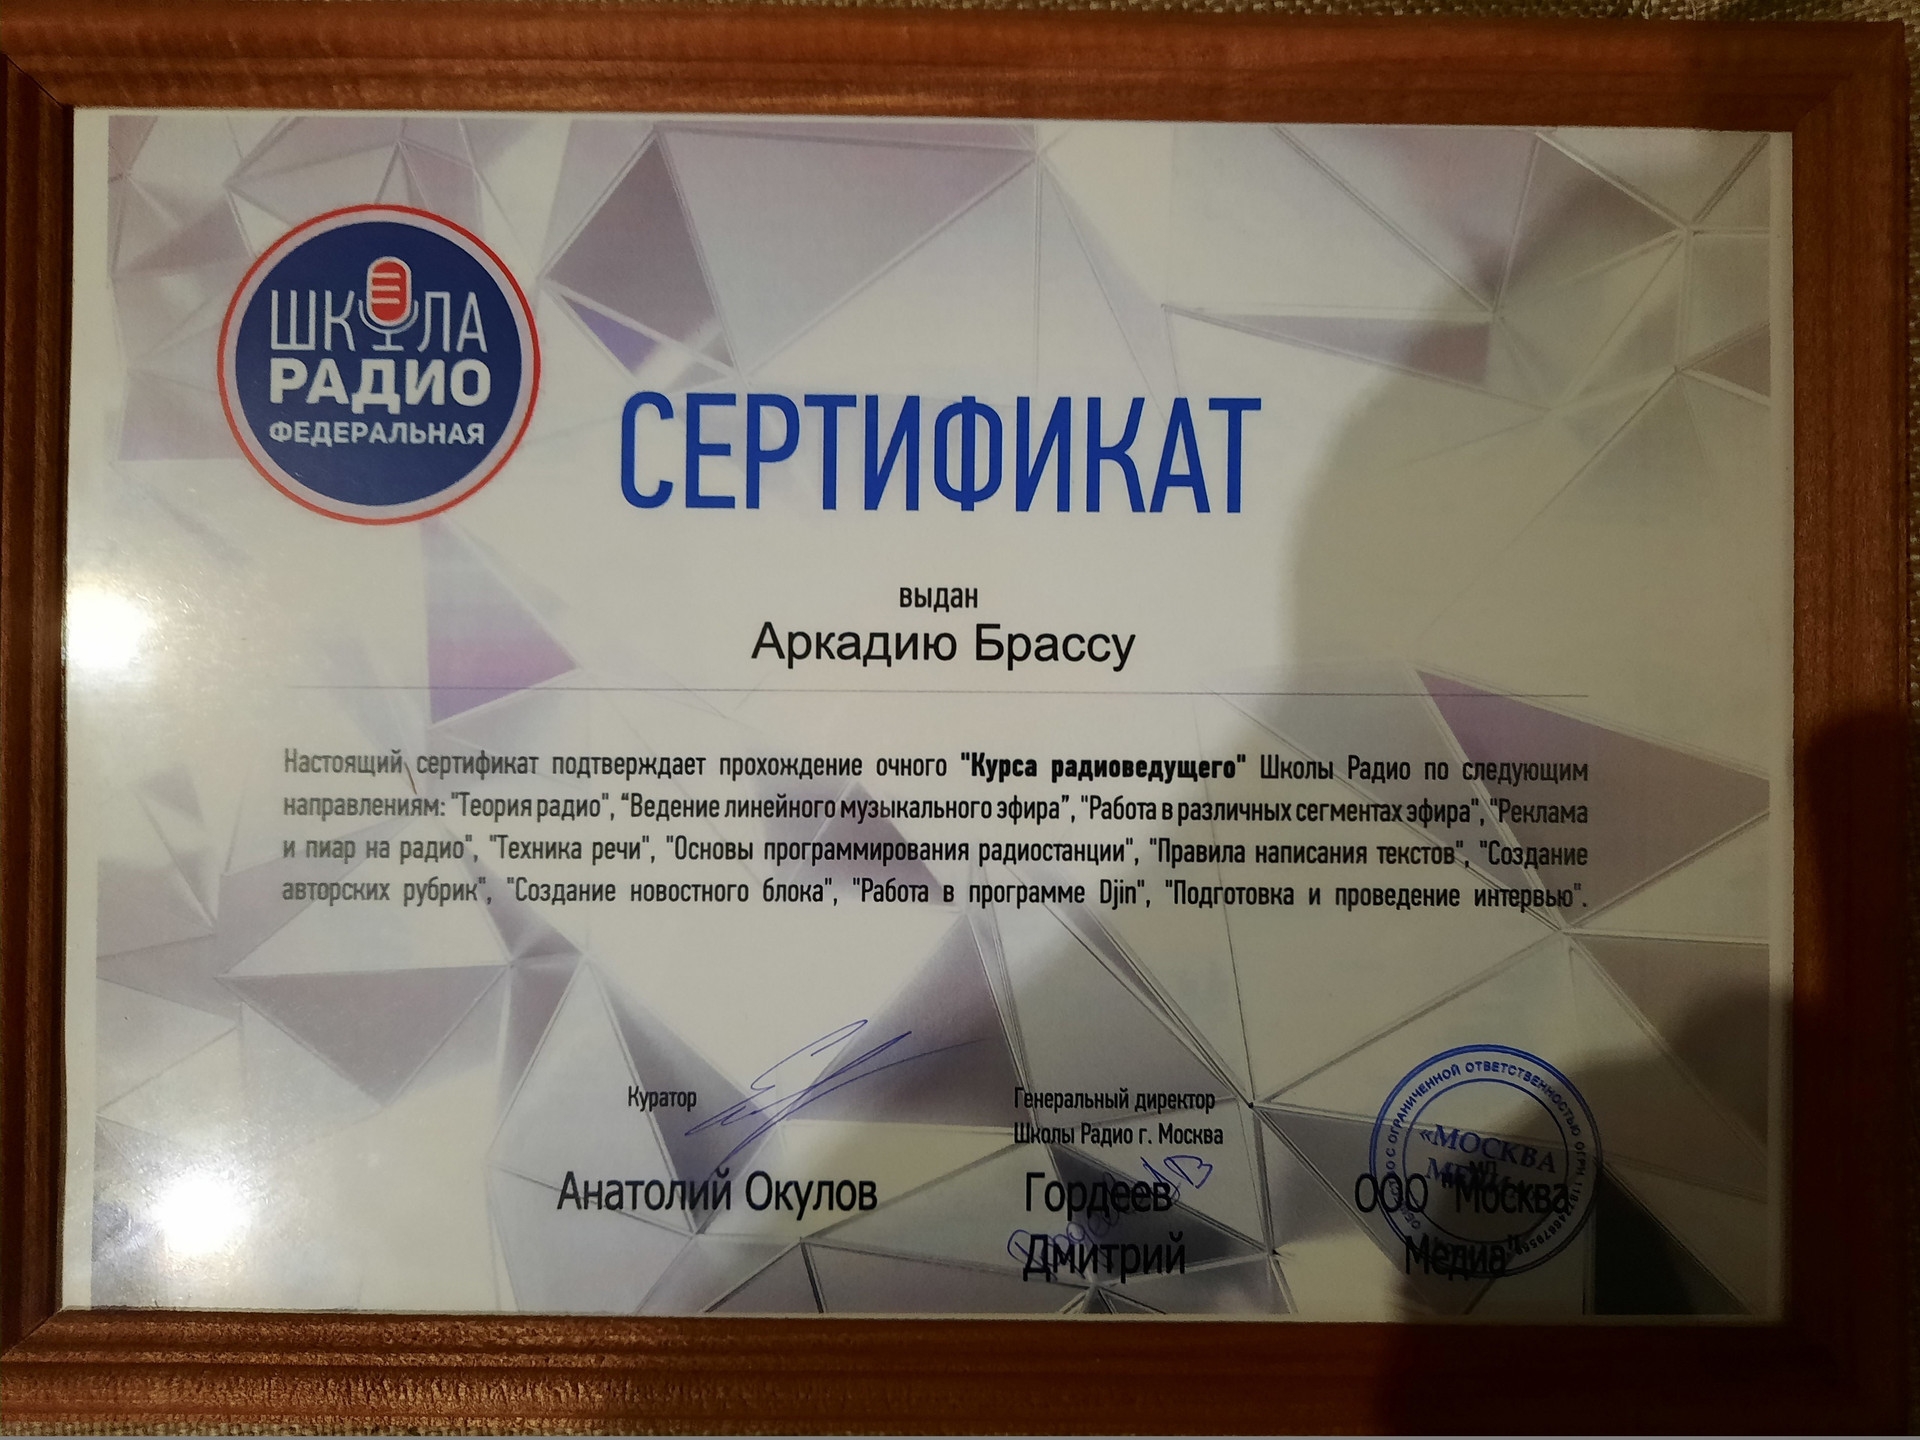 ШКОЛА
РАДИО
ФЕДЕРАЛЬНАЯ
СЕРТИФИКАТ
выдан
Аркадию Брассу
Настоящий сертификат подтверждает прохождение очного "Курса радиоведущего" Школы Радио по следующим
направлениям: "Теория радио", “Ведение линейного музыкального эфира”, "Работа в различных сегментах эфира", "Реклама
и пиар на радио", "Техника речи", "Основы программирования радиостанции", "Правила написания текстов", "Создание
авторских рубрик", "Создание новостного блока", "Работа в программе Djin", "Подготовка и проведение интервью".
Куратор
Анатолий Окулов
Генеральный директор
Школы Радио г. Москва
Гордеев
Дмитрий
ООО "Москва
Медиа"
С ОГРАНИЧЕННОЙ ОТВЕТСТВЕННОСТЬЮ ОГРН
«МОСКВА